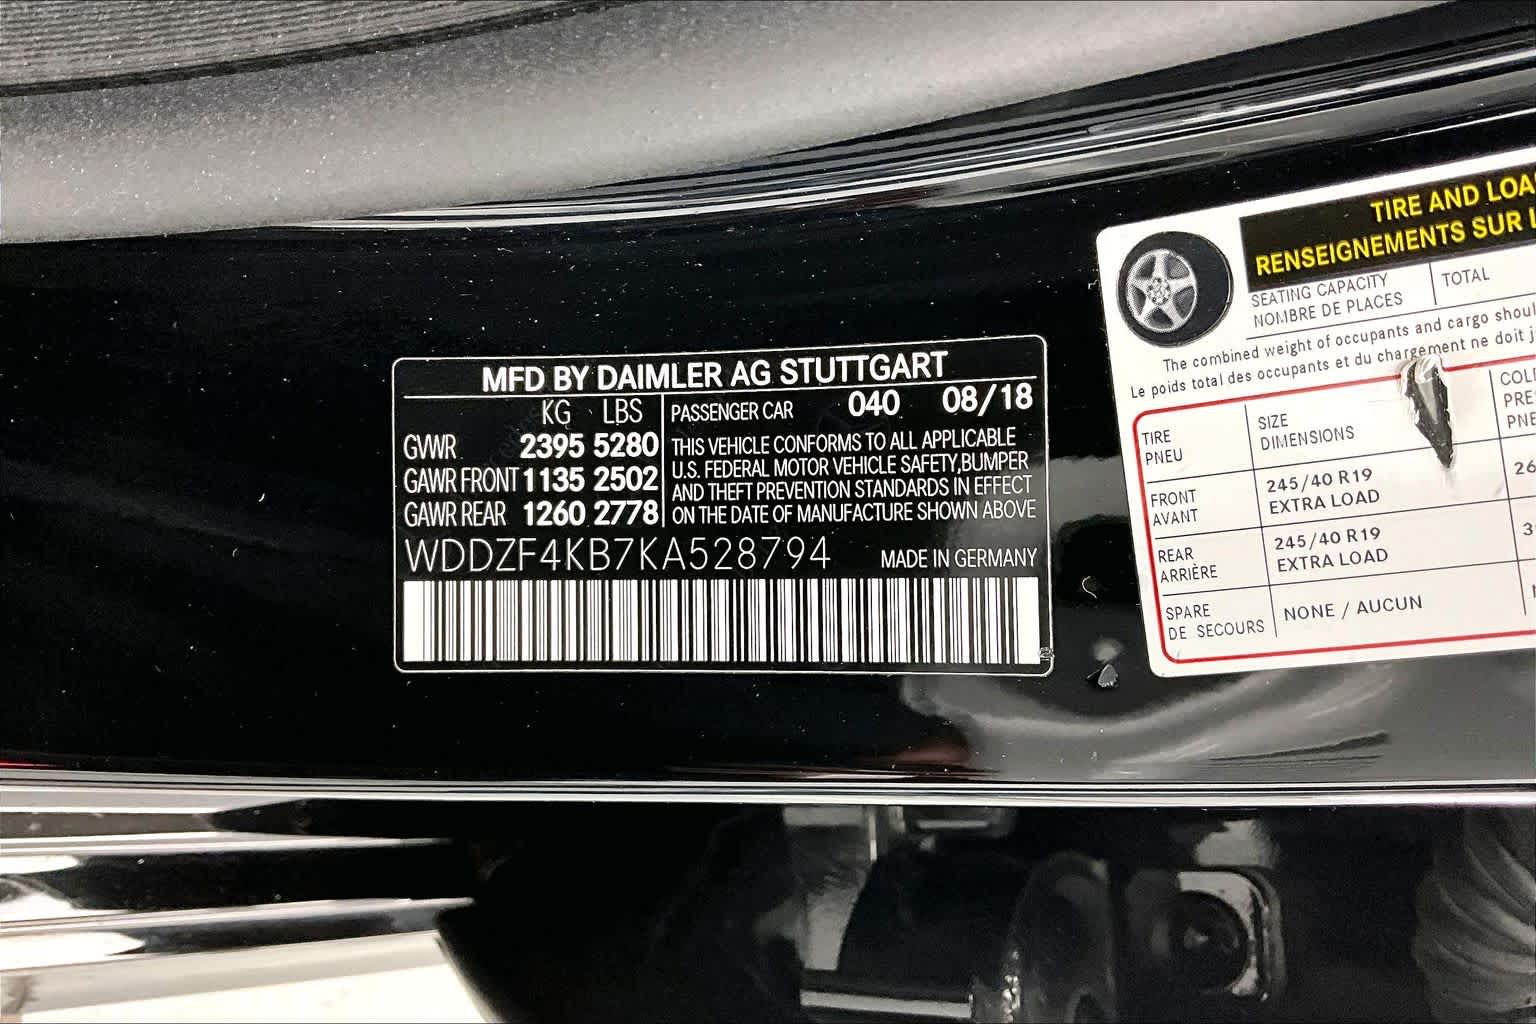 MFD BY DAIMLER AG STUTTGART
KG LBS
GVWR 2395 5280
GAWR FRONT 1135 2502
GAWR REAR 1260 2778
PASSENGER CAR 040 08/18
THIS VEHICLE CONFORMS TO ALL APPLICABLE
U.S. FEDERAL MOTOR VEHICLE SAFETY,BUMPER
AND THEFT PREVENTION STANDARDS IN EFFECT
ON THE DATE OF MANUFACTURE SHOWN ABOVE
WDDZF4KB7KA528794 MADE IN GERMANY
TIRE AND LOA
RENSEIGNEMENTS SUR L
SEATING CAPACITY
NOMBRE DE PLACES
TOTAL
The combined weight of occupants and cargo shoul
Le poids total des occupants et du chargement ne doit j
TIRE
PNEU
SIZE
DIMENSIONS
COLD
PRES
PNE
FRONT
AVANT
245/40 R19
EXTRA LOAD
26
REAR
ARRIÈRE
245/40 R19
EXTRA LOAD
3
SPARE
DE SECOURS
NONE / AUCUN